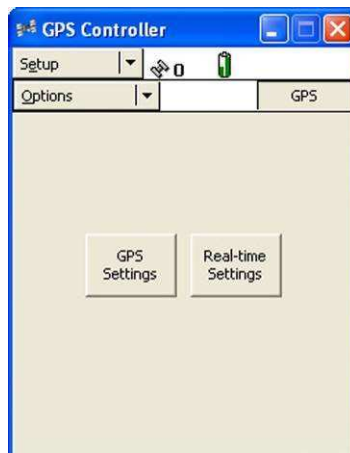 GPS Controller
Setup 0
Options GPS
GPS Settings
Real-time Settings